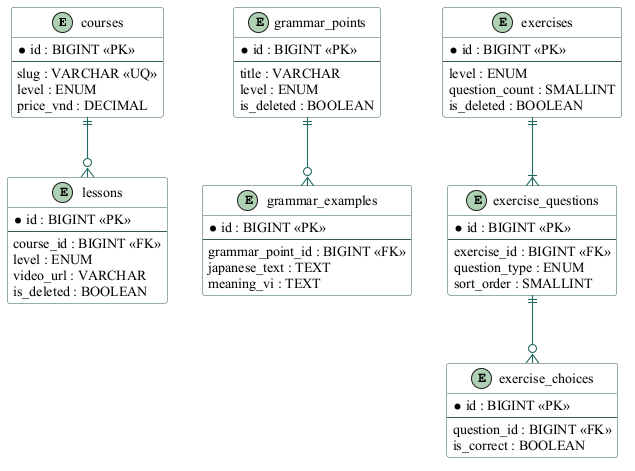 E courses
● id : BIGINT «PK»
slug : VARCHAR «UQ»
level : ENUM
price_vnd : DECIMAL
E grammar_points
● id : BIGINT «PK»
title : VARCHAR
level : ENUM
is_deleted : BOOLEAN
E exercises
● id : BIGINT «PK»
level : ENUM
question_count : SMALLINT
is_deleted : BOOLEAN
E lessons
● id : BIGINT «PK»
course_id : BIGINT «FK»
level : ENUM
video_url : VARCHAR
is_deleted : BOOLEAN
E grammar_examples
● id : BIGINT «PK»
grammar_point_id : BIGINT «FK»
japanese_text : TEXT
meaning_vi : TEXT
E exercise_questions
● id : BIGINT «PK»
exercise_id : BIGINT «FK»
question_type : ENUM
sort_order : SMALLINT
E exercise_choices
● id : BIGINT «PK»
question_id : BIGINT «FK»
is_correct : BOOLEAN